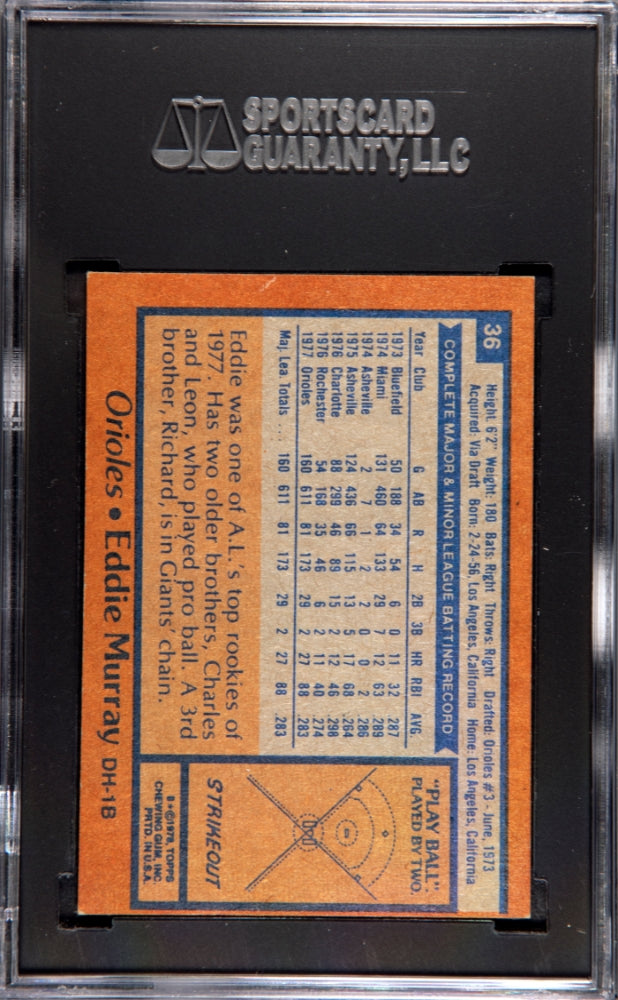 SPORTSCARD
GUARANTY, LLC
36
Height: 6'2" Weight: 180 Bats: Right Throws: Right Drafted: Orioles #3 - June, 1973
Acquired: Via Draft Born: 2-24-56, Los Angeles, California Home: Los Angeles, California
COMPLETE MAJOR & MINOR LEAGUE BATTING RECORD
Year Club G AB R H 2B 3B HR RBI AVG.
1973 Bluefield 50 188 34 54 6 0 11 32 .287
1974 Miami 131 460 64 133 29 7 12 63 .289
1974 Asheville 2 7 1 2 2 0 0 2 .286
1975 Asheville 124 436 66 115 13 5 17 68 .264
1976 Charlotte 88 299 46 89 15 2 12 46 .298
1976 Rochester 54 168 35 46 6 2 11 40 .274
1977 Orioles 160 611 81 173 29 2 27 88 .283
Maj. Lea. Totals .... 160 611 81 173 29 2 27 88 .283
Eddie was one of A.L.'s top rookies of
1977. Has two older brothers, Charles
and Leon, who played pro ball. A 3rd
brother, Richard, is in Giants' chain.
"PLAY BALL"
PLAYED BY TWO.
STRIKEOUT
Orioles • Eddie Murray DH-1B
B*©1978, TOPPS
CHEWING GUM, INC.
PRTD. IN U.S.A.